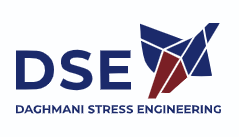 DSE
DAGHMANI STRESS ENGINEERING